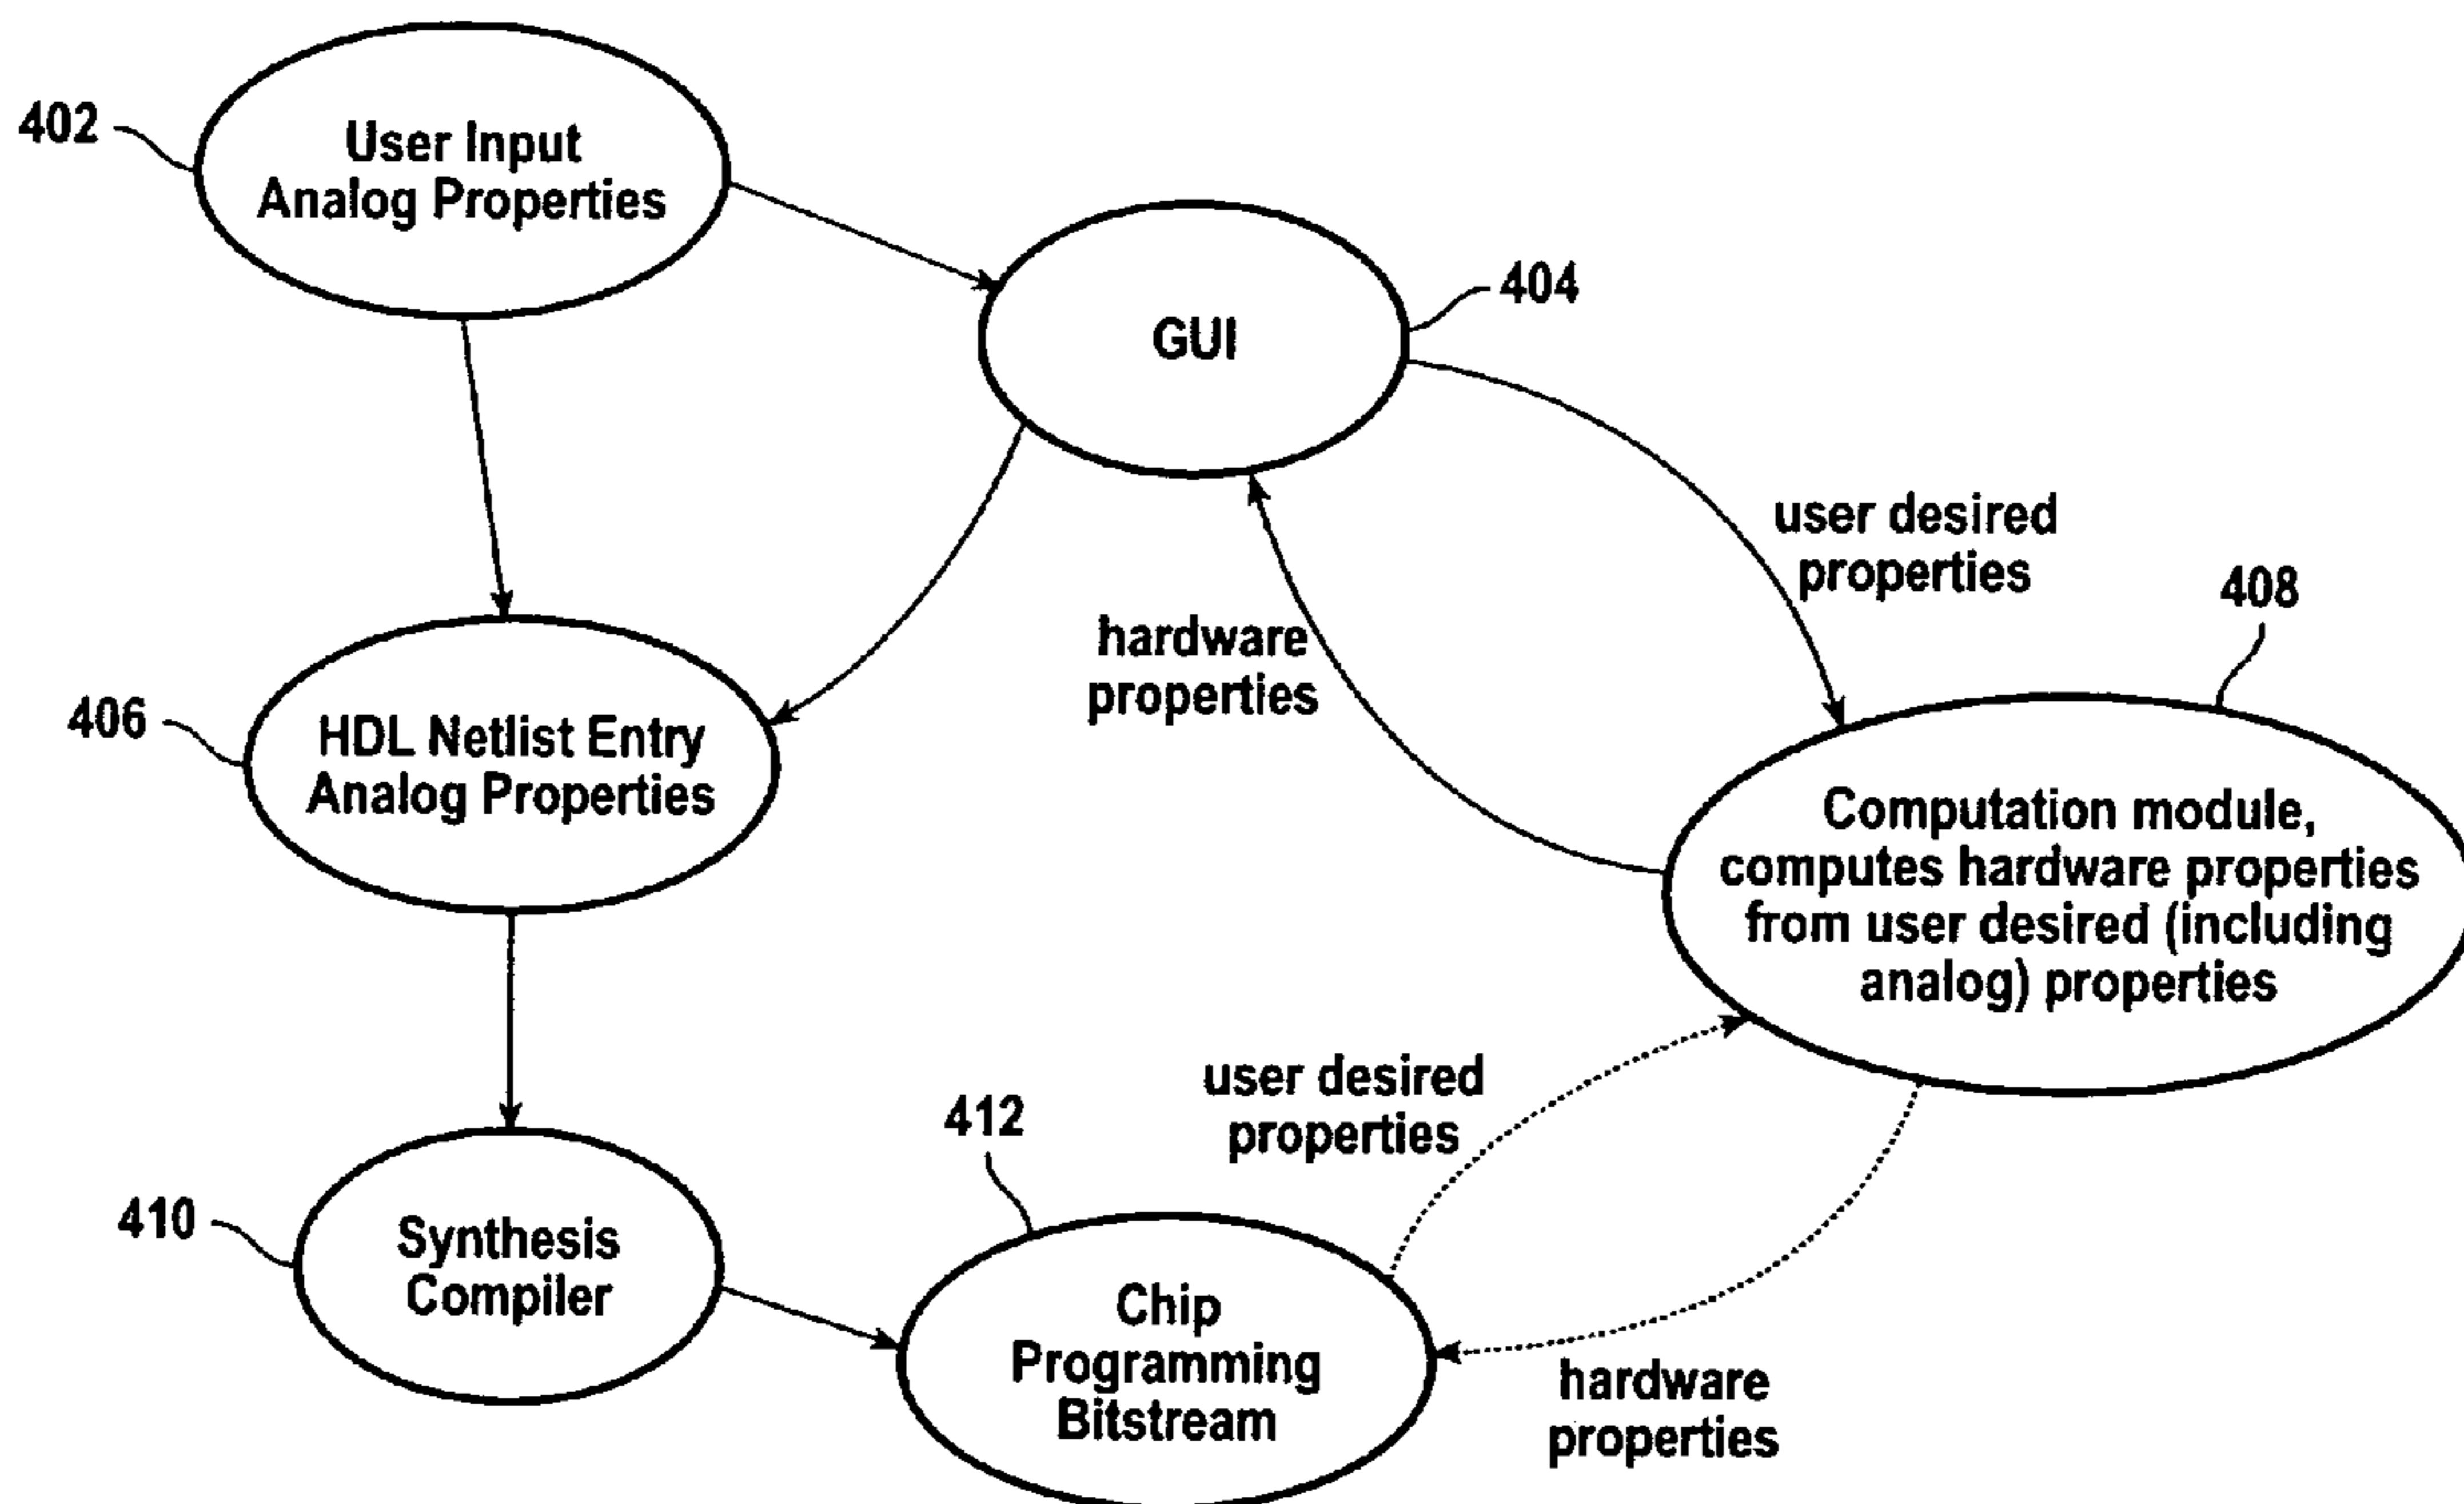 402
User Input
Analog Properties
404
GUI
user desired
properties
408
hardware
properties
406
HDL Netlist Entry
Analog Properties
Computation module,
computes hardware properties
from user desired (including
analog) properties
user desired
properties
412
410
Synthesis
Compiler
Chip
Programming
Bitstream
hardware
properties